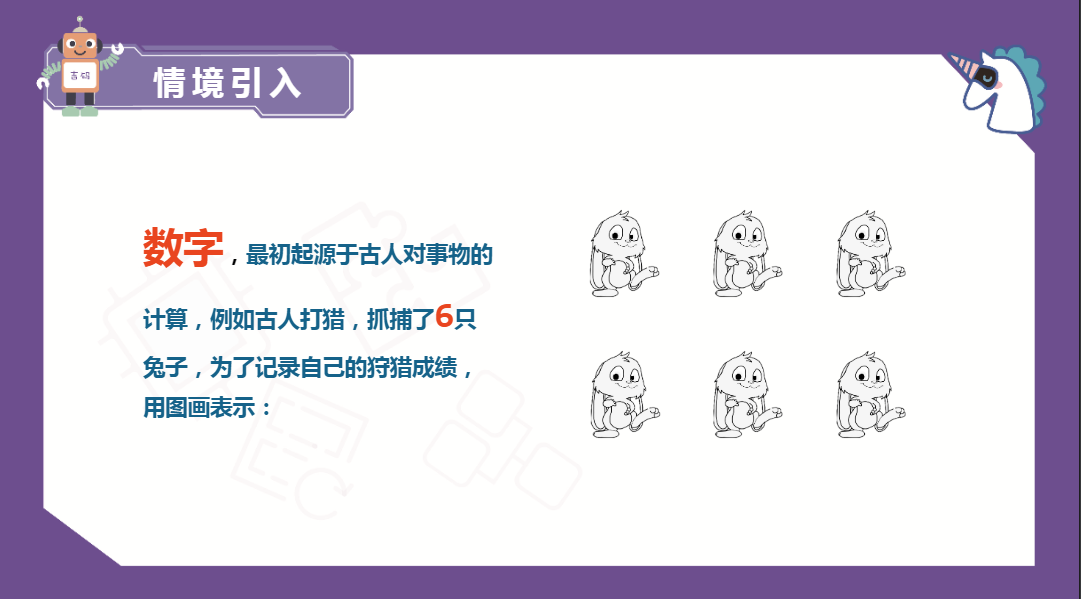 情境引入
数字，最初起源于古人对事物的
计算，例如古人打猎，抓捕了6只
兔子，为了记录自己的狩猎成绩，
用图画表示：